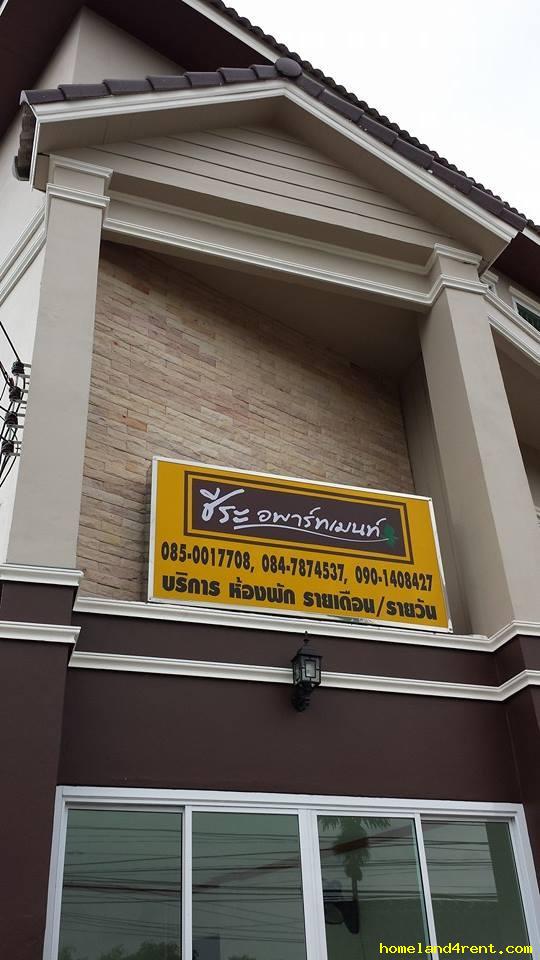 ชีระ อพาร์ทเมนท์
085-0017708, 084-7874537, 090-1408427
บริการ ห้องพัก รายเดือน/รายวัน
homeland4rent.com